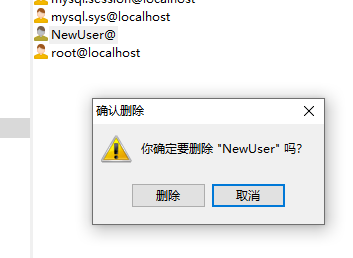 mysql.session@localhost
mysql.sys@localhost
NewUser@
root@localhost
确认删除
你确定要删除 "NewUser" 吗？
删除
取消